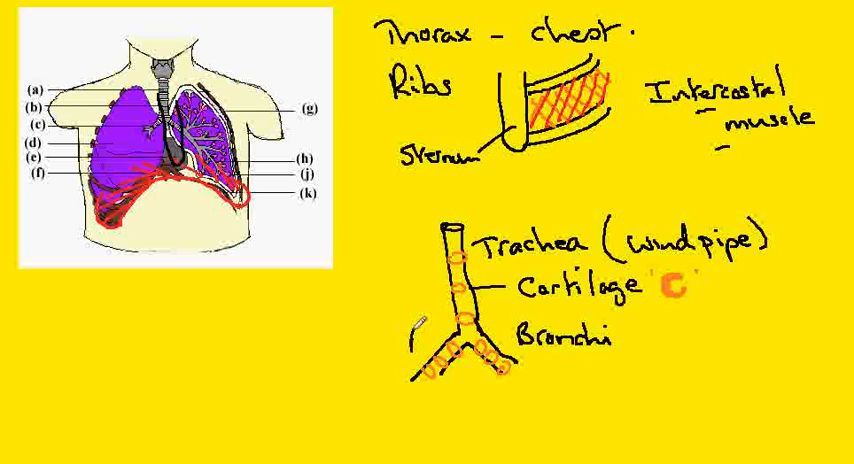 (a)
(b)
(c)
(d)
(e)
(f)
(g)
(h)
(j)
(k)
Thorax - chest.
Ribs
Intercostal
muscle
Sternum
Trachea (windpipe)
Cartilage 'C'
Bronchi